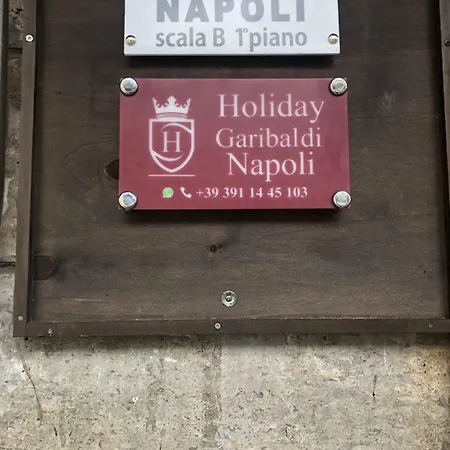 NAPOLI
scala B 1°piano
H
Holiday
Garibaldi
Napoli
+39 391 14 45 103